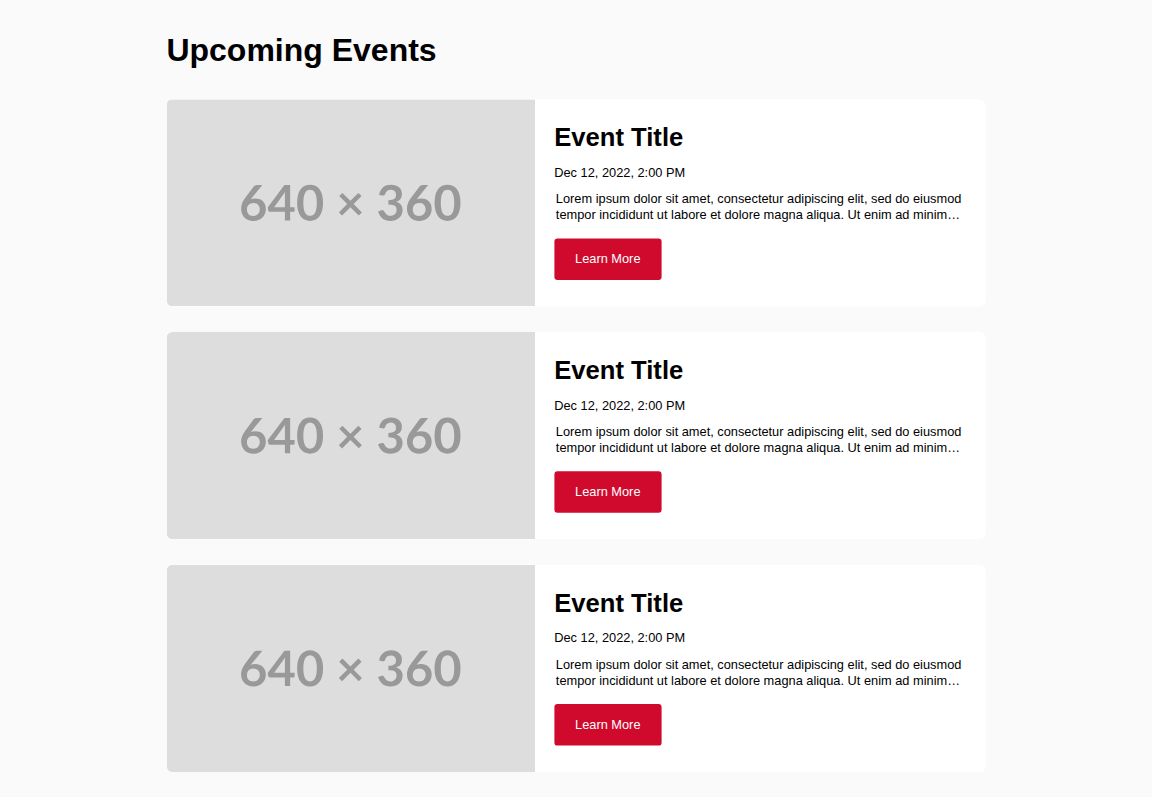 Upcoming Events
640 × 360
Event Title
Dec 12, 2022, 2:00 PM
Lorem ipsum dolor sit amet, consectetur adipiscing elit, sed do eiusmod
tempor incididunt ut labore et dolore magna aliqua. Ut enim ad minim…
Learn More
640 × 360
Event Title
Dec 12, 2022, 2:00 PM
Lorem ipsum dolor sit amet, consectetur adipiscing elit, sed do eiusmod
tempor incididunt ut labore et dolore magna aliqua. Ut enim ad minim…
Learn More
640 × 360
Event Title
Dec 12, 2022, 2:00 PM
Lorem ipsum dolor sit amet, consectetur adipiscing elit, sed do eiusmod
tempor incididunt ut labore et dolore magna aliqua. Ut enim ad minim…
Learn More